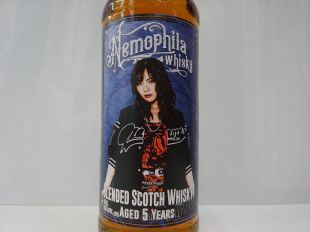 Nemophila
whisky
BLENDED SCOTCH WHISKY
AGED 5 YEARS